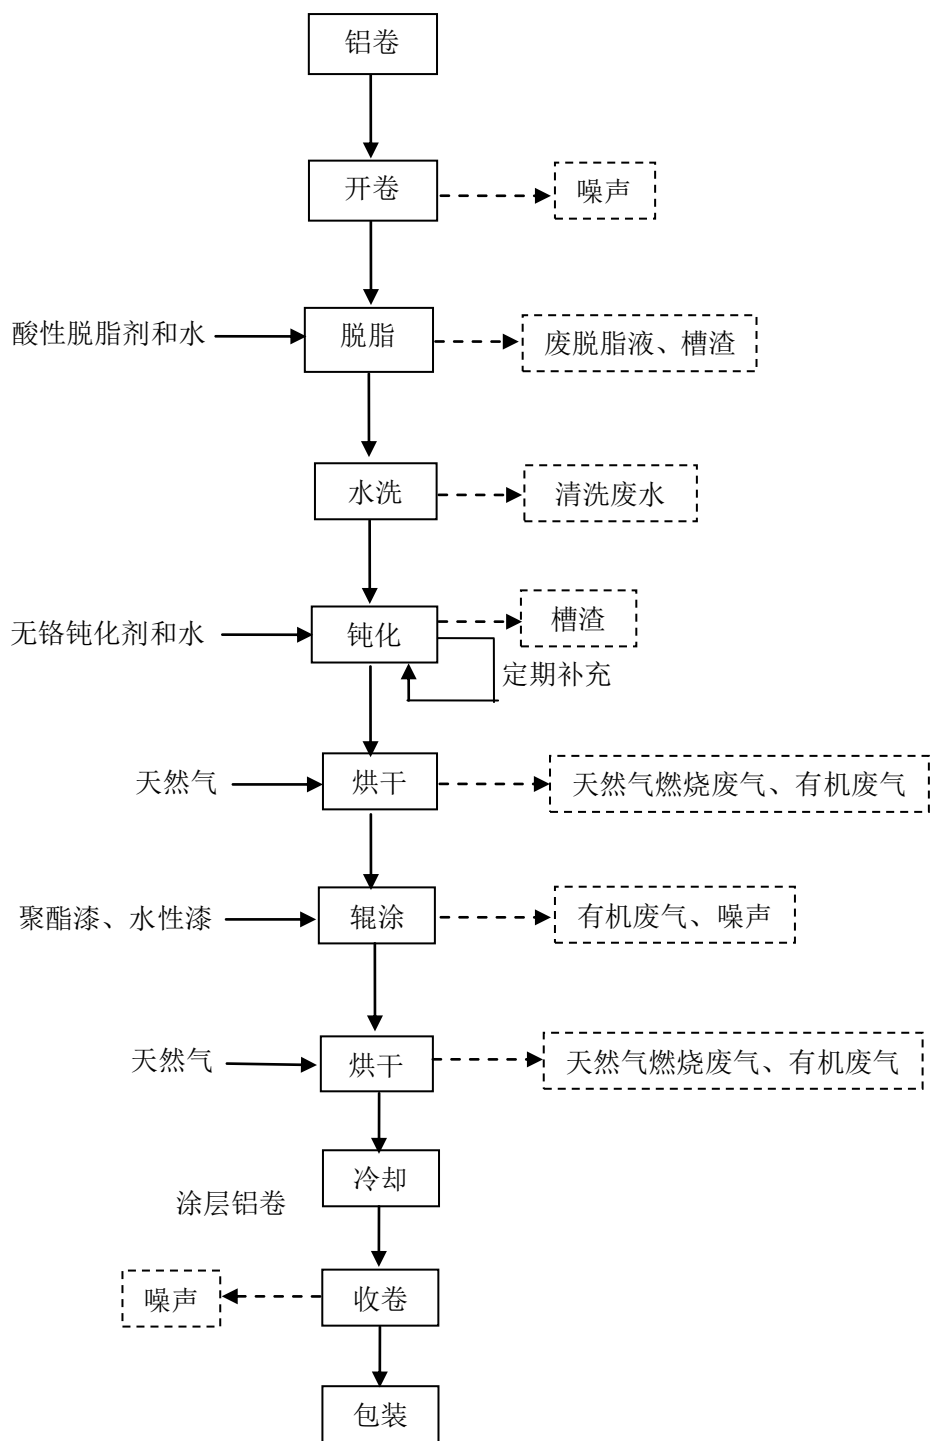 铝卷
开卷
噪声
酸性脱脂剂和水
脱脂
废脱脂液、槽渣
水洗
清洗废水
无铬钝化剂和水
钝化
槽渣
定期补充
天然气
烘干
天然气燃烧废气、有机废气
聚酯漆、水性漆
辊涂
有机废气、噪声
天然气
烘干
天然气燃烧废气、有机废气
冷却
涂层铝卷
噪声
收卷
包装